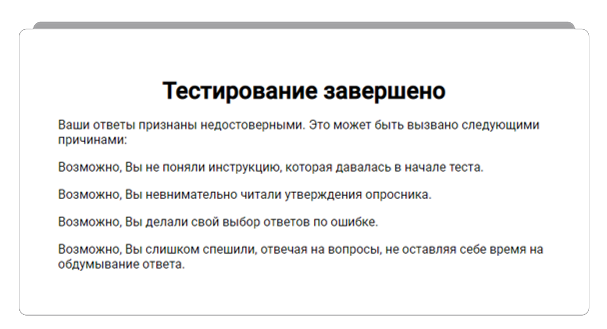 Тестирование завершено
Ваши ответы признаны недостоверными. Это может быть вызвано следующими
причинами:
Возможно, Вы не поняли инструкцию, которая давалась в начале теста.
Возможно, Вы невнимательно читали утверждения опросника.
Возможно, Вы делали свой выбор ответов по ошибке.
Возможно, Вы слишком спешили, отвечая на вопросы, не оставляя себе время на
обдумывание ответа.